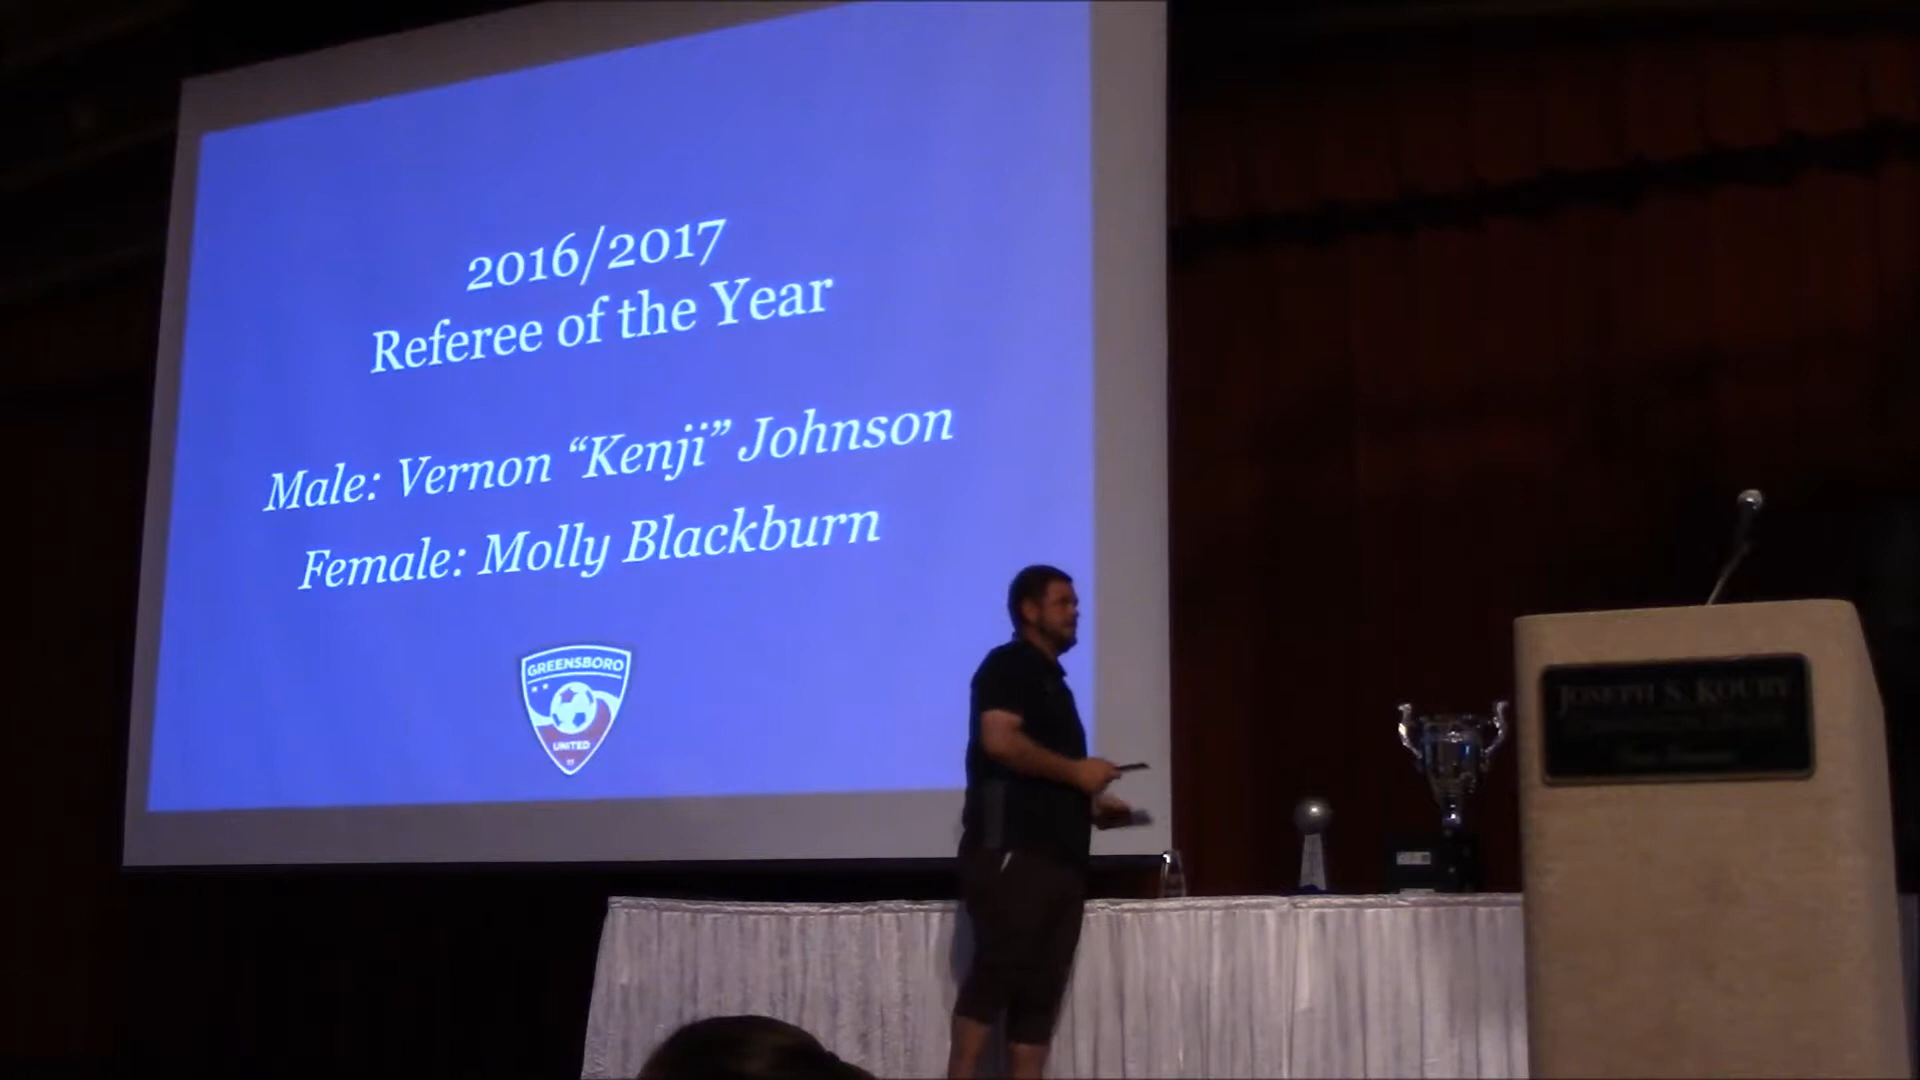 2016/2017
Referee of the Year
Male: Vernon “Kenji” Johnson
Female: Molly Blackburn
GREENSBORO
UNITED
JOSEPH S. KOURY